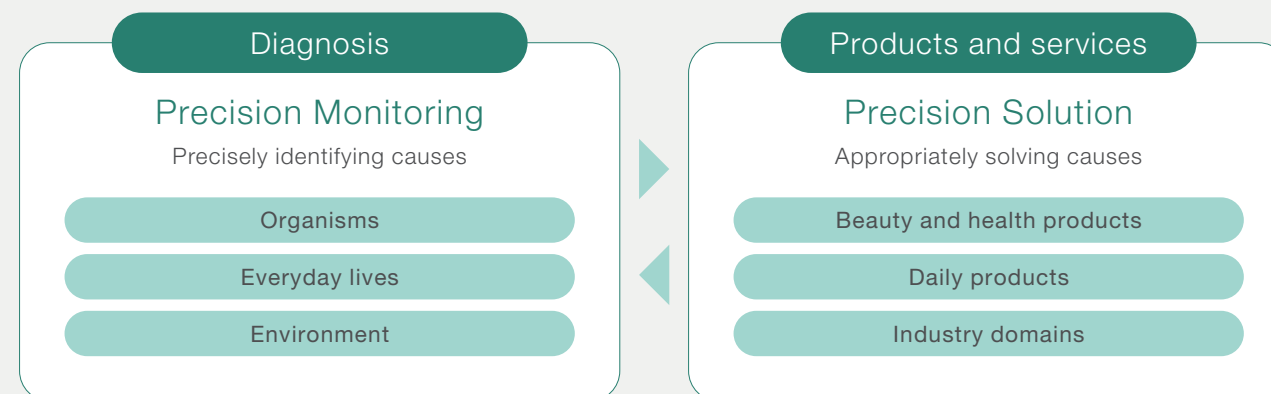 Diagnosis
Precision Monitoring
Precisely identifying causes
Organisms
Everyday lives
Environment
Products and services
Precision Solution
Appropriately solving causes
Beauty and health products
Daily products
Industry domains